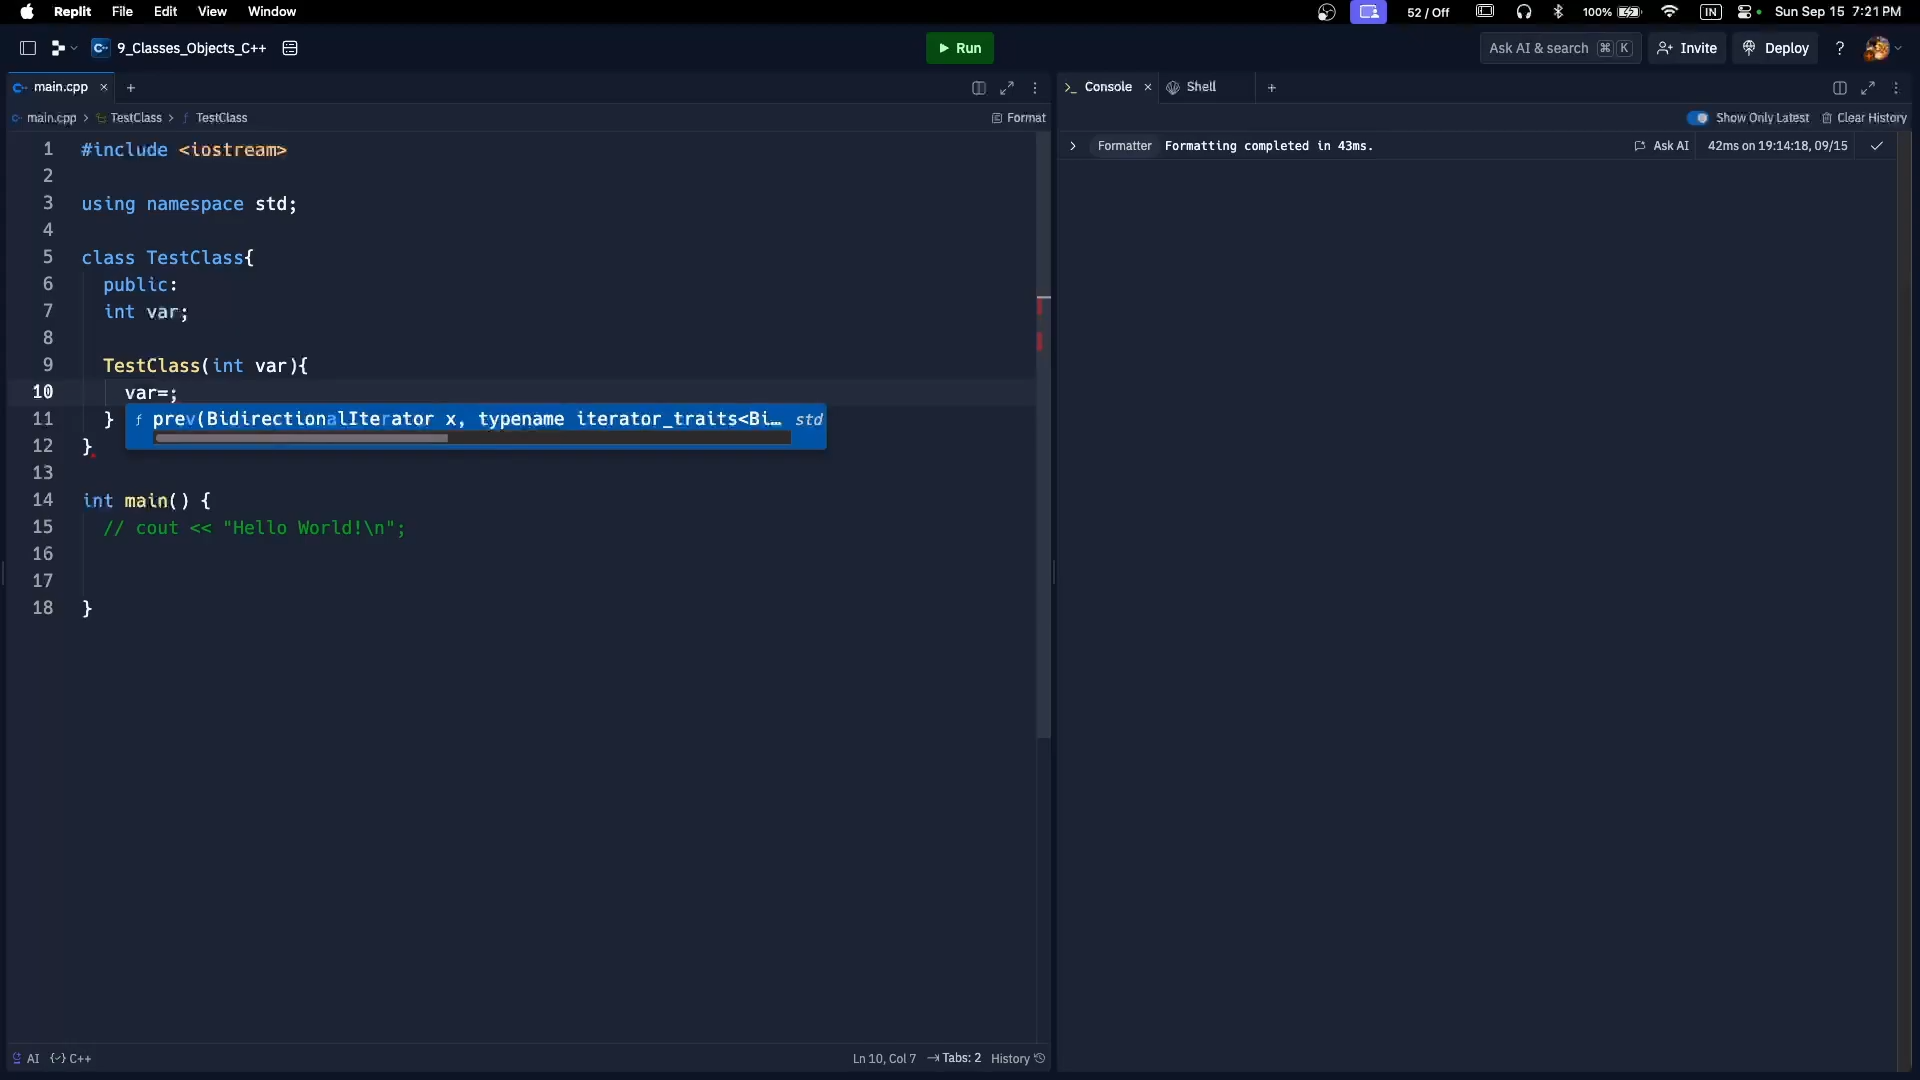 Replit File Edit View Window 52 / Off 100% IN Sun Sep 15 7:21 PM
9_Classes_Objects_C++ Run Ask AI & search ⌘ K Invite Deploy ?
main.cpp × + Console × Shell +
main.cpp > TestClass > f TestClass Format Show Only Latest Clear History
Formatter Formatting completed in 43ms. Ask AI 42ms on 19:14:18, 09/15
1 #include <iostream>
2
3 using namespace std;
4
5 class TestClass{
6 public:
7 int var;
8
9 TestClass(int var){
10 var=;
11 }
f prev(BidirectionalIterator x, typename iterator_traits<Bi… std
12 }
13
14 int main() {
15 // cout << "Hello World!\n";
16
17
18 }
AI C++ Ln 10, Col 7 Tabs: 2 History